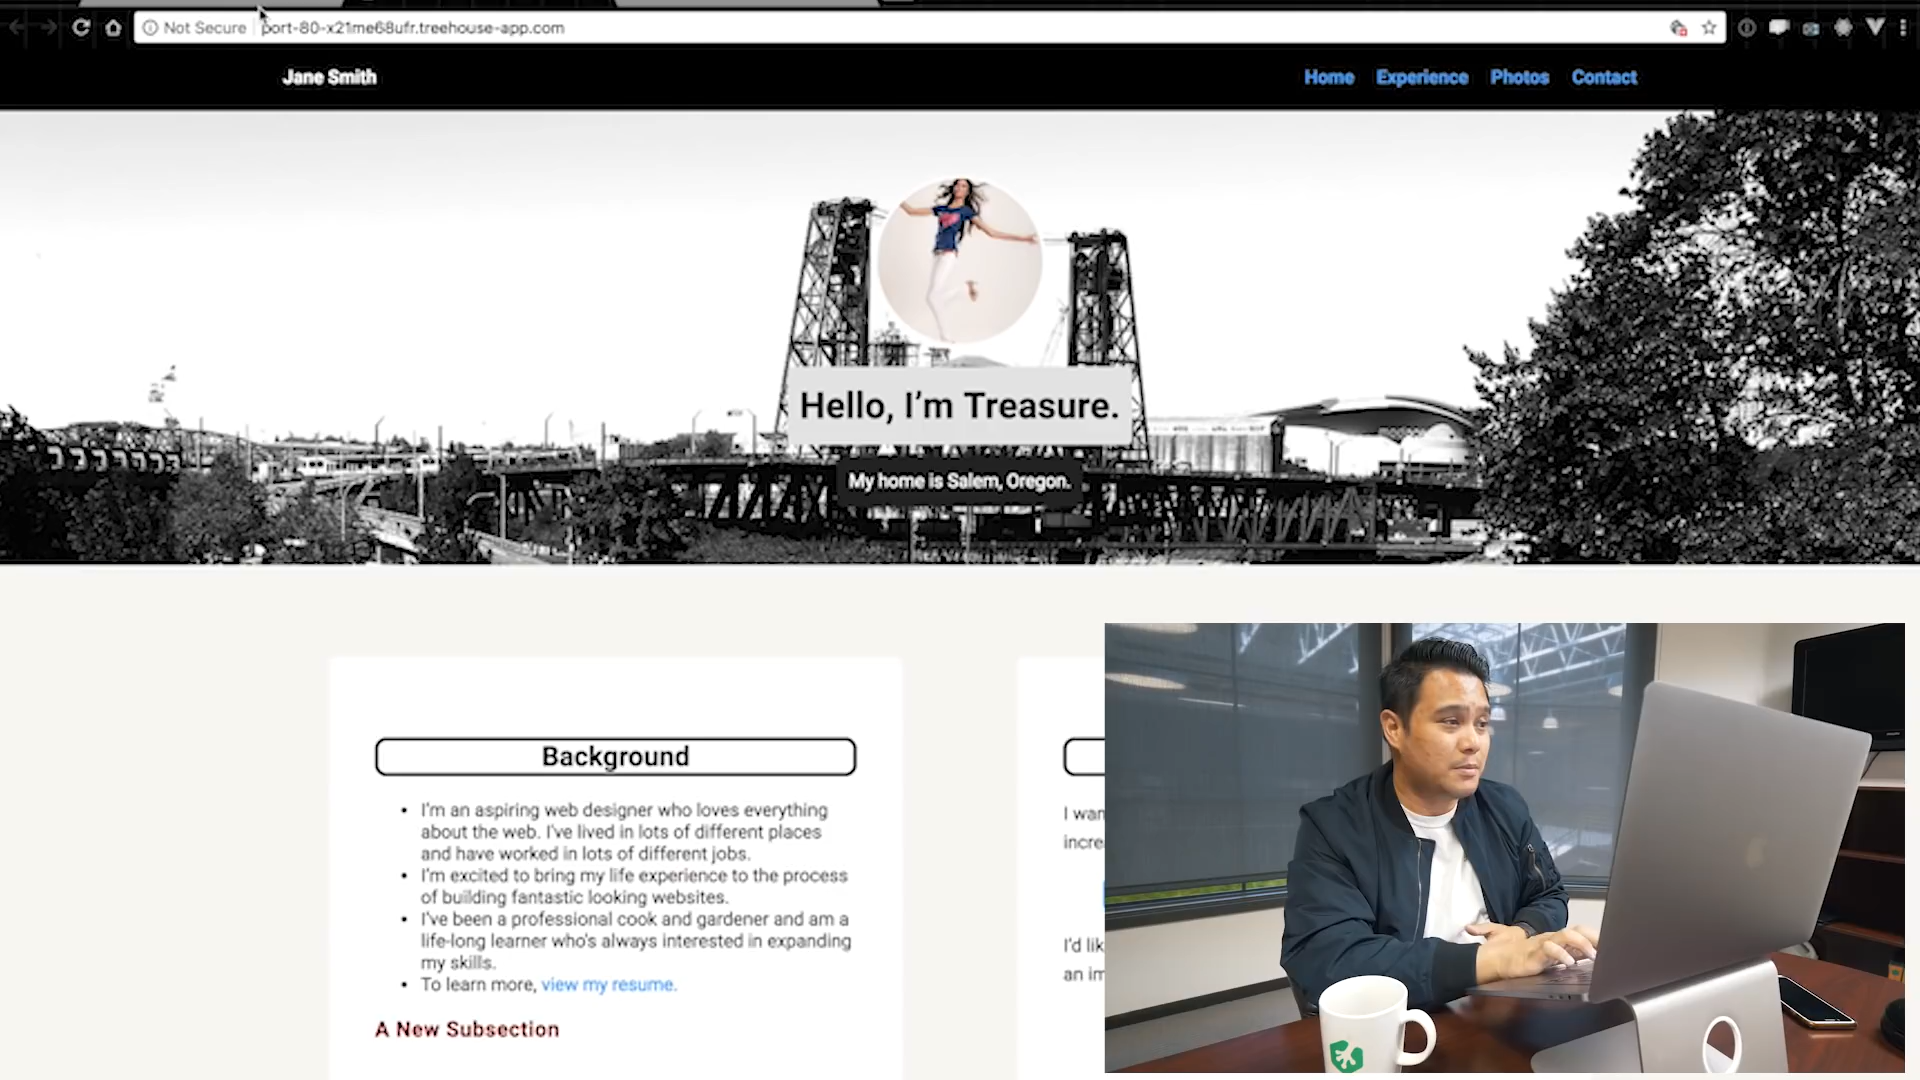 Not Secure port-80-x21me68ufr.treehouse-app.com
Jane Smith
Home Experience Photos Contact
Hello, I'm Treasure.
My home is Salem, Oregon.
Background
• I'm an aspiring web designer who loves everything
about the web. I've lived in lots of different places
and have worked in lots of different jobs.
• I'm excited to bring my life experience to the process
of building fantastic looking websites.
• I've been a professional cook and gardener and am a
life-long learner who's always interested in expanding
my skills.
• To learn more, view my resume.
A New Subsection
I wan
incre
I'd lik
an im